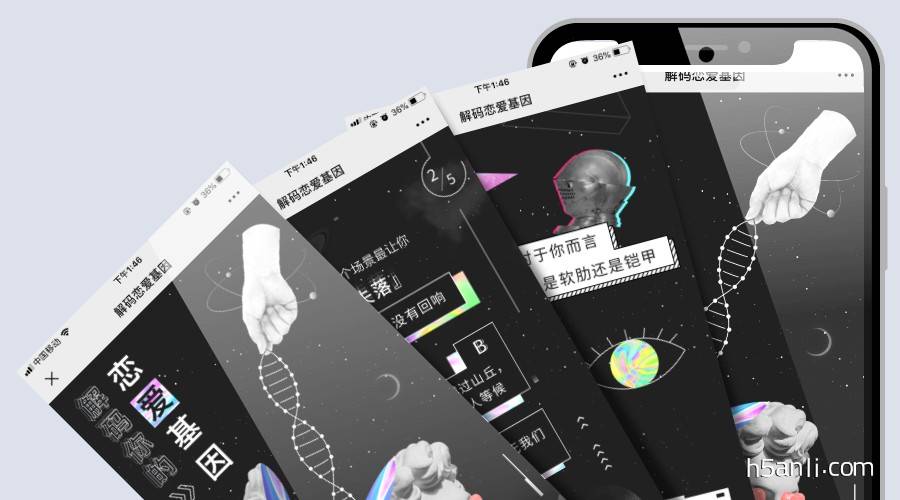 中国移动
下午1:46
36%
解码恋爱基因
解码你的
恋爱基因
下午1:46
36%
解码恋爱基因
2/5
个场景最让你
失落』
没有回响
B
过山丘，
人等候
我们
下午1:46
36%
解码恋爱基因
对于你而言
是软肋还是铠甲
解码恋爱基因
h5anli.com